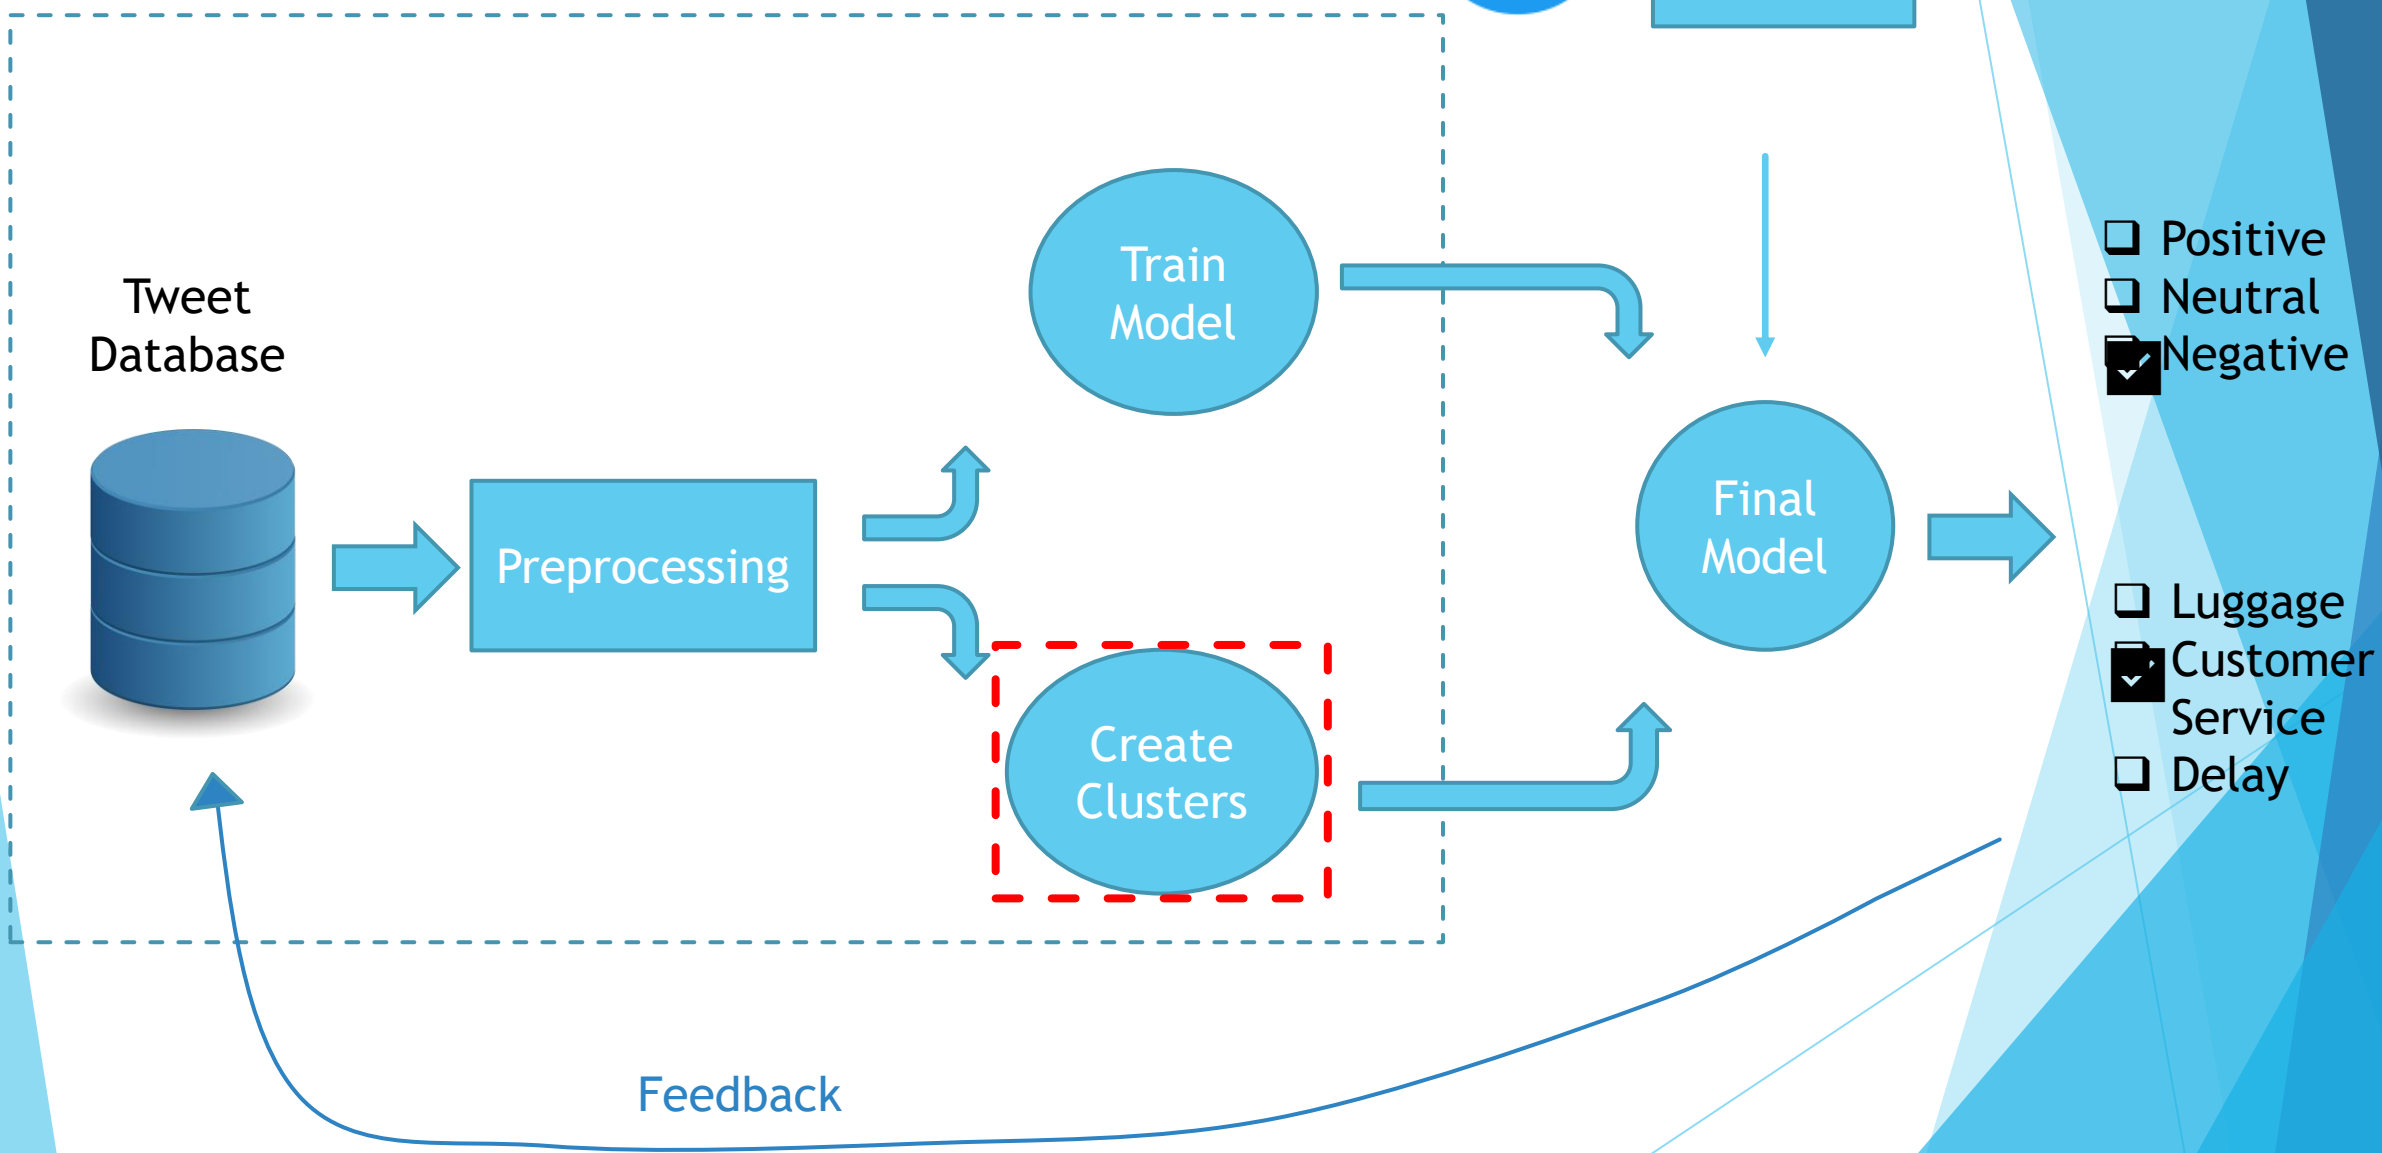 Tweet
Database
Preprocessing
Train
Model
Create
Clusters
Final
Model
Positive
Neutral
Negative
Luggage
Customer
Service
Delay
Feedback